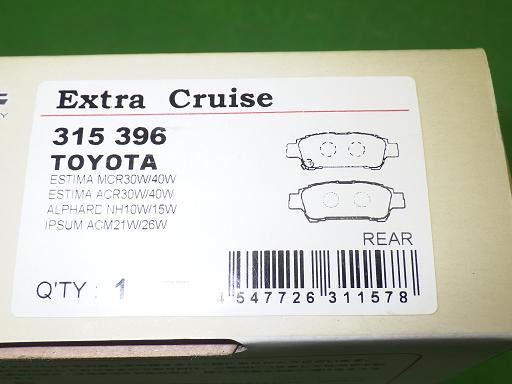 Extra Cruise
315 396
TOYOTA
ESTIMA MCR30W/40W
ESTIMA ACR30W/40W
ALPHARD NH10W/15W
IPSUM ACM21W/26W
REAR
Q'TY : 1
4 547726 311578